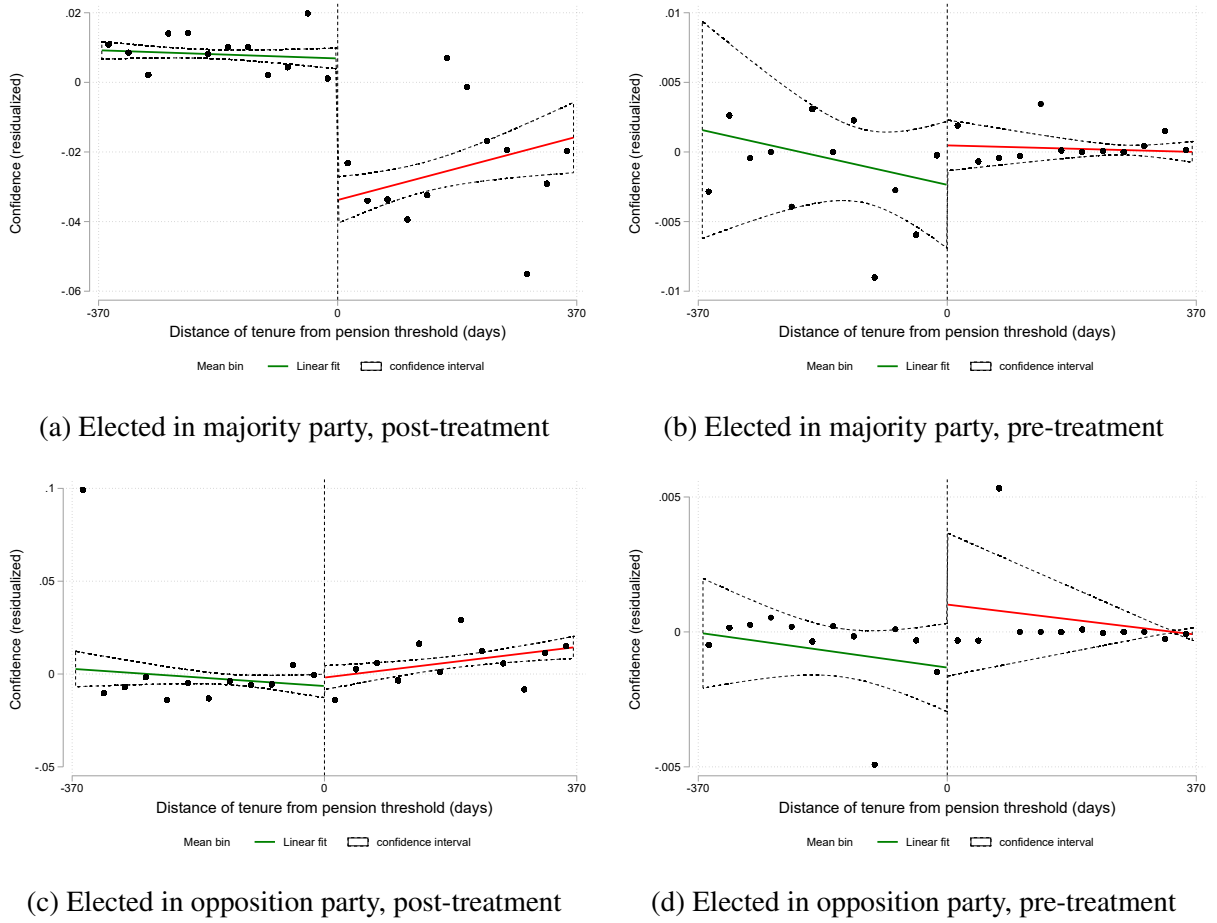 .02
0
-.02
-.04
-.06
Confidence (residualized)
-370
0
370
Distance of tenure from pension threshold (days)
Mean bin
Linear fit
confidence interval
(a) Elected in majority party, post-treatment
.01
.005
0
-.005
-.01
Confidence (residualized)
-370
0
370
Distance of tenure from pension threshold (days)
Mean bin
Linear fit
confidence interval
(b) Elected in majority party, pre-treatment
.1
.05
0
-.05
Confidence (residualized)
-370
0
370
Distance of tenure from pension threshold (days)
Mean bin
Linear fit
confidence interval
(c) Elected in opposition party, post-treatment
.005
0
-.005
Confidence (residualized)
-370
0
370
Distance of tenure from pension threshold (days)
Mean bin
Linear fit
confidence interval
(d) Elected in opposition party, pre-treatment